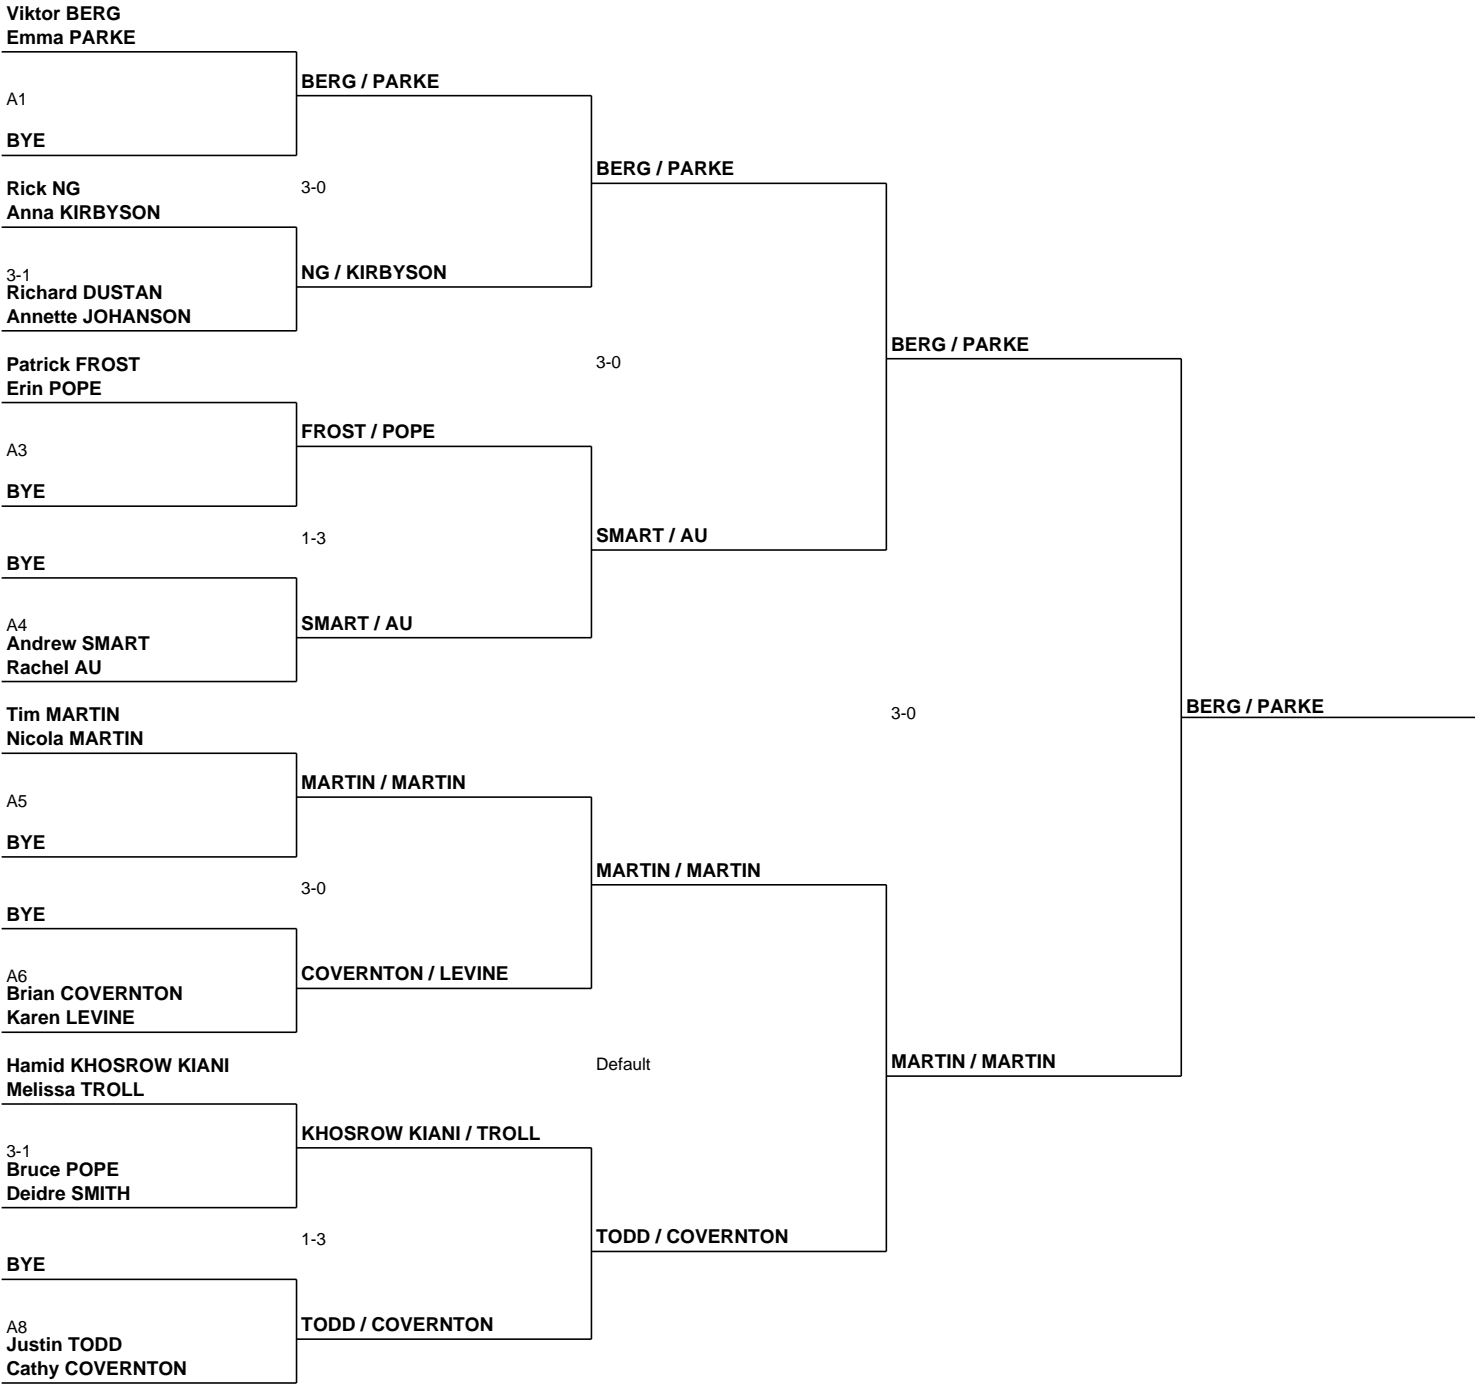 Viktor BERG
Emma PARKE
A1
BYE
Rick NG
Anna KIRBYSON
3-1
Richard DUSTAN
Annette JOHANSON
Patrick FROST
Erin POPE
A3
BYE
BYE
A4
Andrew SMART
Rachel AU
Tim MARTIN
Nicola MARTIN
A5
BYE
BYE
A6
Brian COVERNTON
Karen LEVINE
Hamid KHOSROW KIANI
Melissa TROLL
3-1
Bruce POPE
Deidre SMITH
BYE
A8
Justin TODD
Cathy COVERNTON
BERG / PARKE
3-0
NG / KIRBYSON
FROST / POPE
1-3
SMART / AU
MARTIN / MARTIN
3-0
COVERNTON / LEVINE
KHOSROW KIANI / TROLL
1-3
TODD / COVERNTON
BERG / PARKE
3-0
SMART / AU
MARTIN / MARTIN
Default
TODD / COVERNTON
BERG / PARKE
3-0
MARTIN / MARTIN
BERG / PARKE